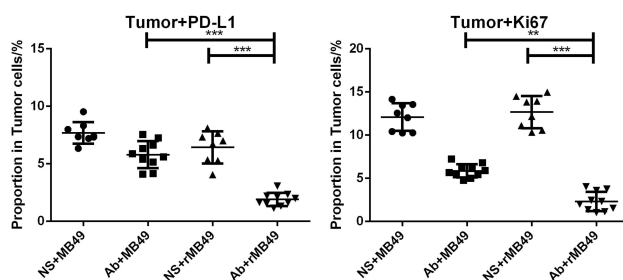 Tumor+PD-L1
Proportion in Tumor cells/%
15
10
5
0
***
***
NS+MB49
Ab+MB49
NS+rMB49
Ab+rMB49
Tumor+Ki67
Proportion in Tumor cells/%
20
15
10
5
0
**
***
NS+MB49
Ab+MB49
NS+rMB49
Ab+rMB49